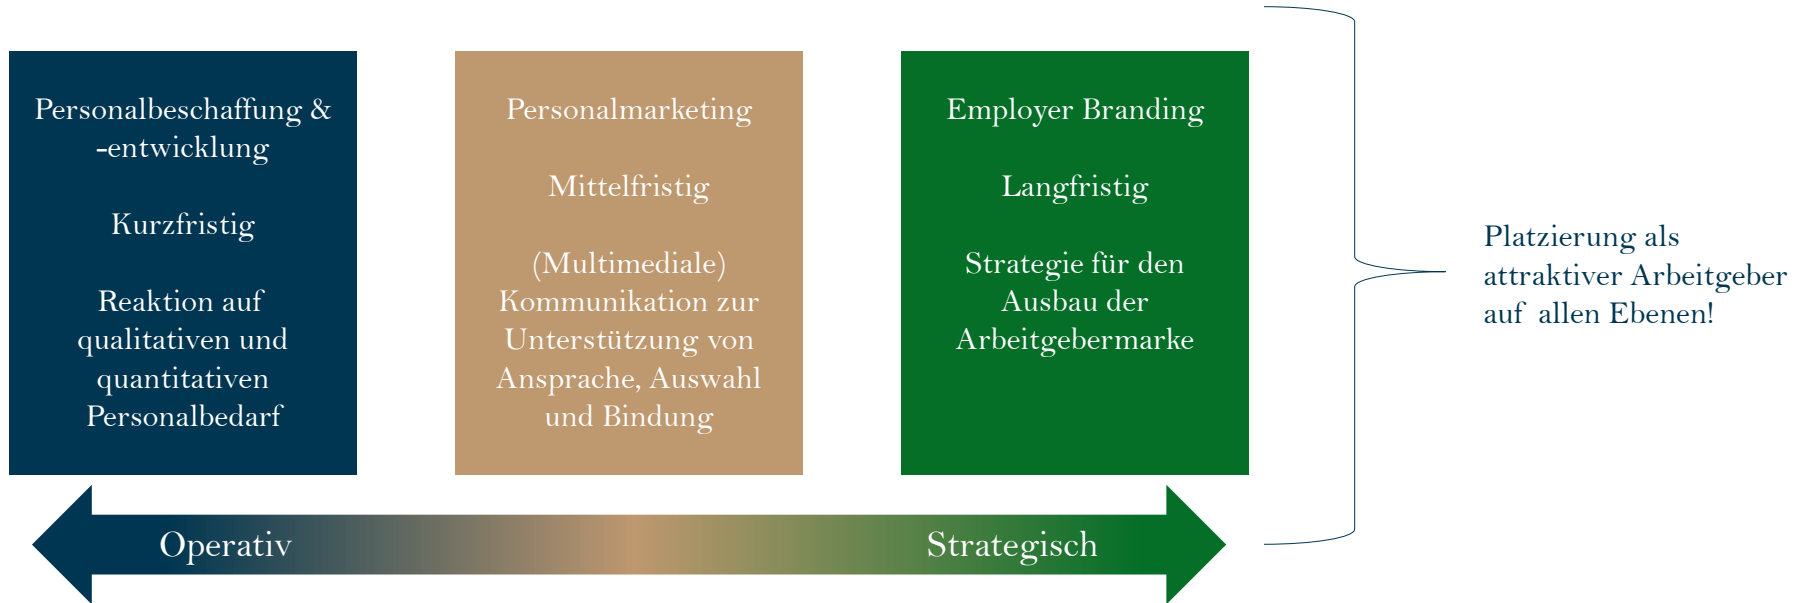 Personalbeschaffung &
-entwicklung
Kurzfristig
Reaktion auf
qualitativen und
quantitativen
Personalbedarf
Personalmarketing
Mittelfristig
(Multimediale)
Kommunikation zur
Unterstützung von
Ansprache, Auswahl
und Bindung
Employer Branding
Langfristig
Strategie für den
Ausbau der
Arbeitgebermarke
Platzierung als
attraktiver Arbeitgeber
auf allen Ebenen!
Operativ
Strategisch